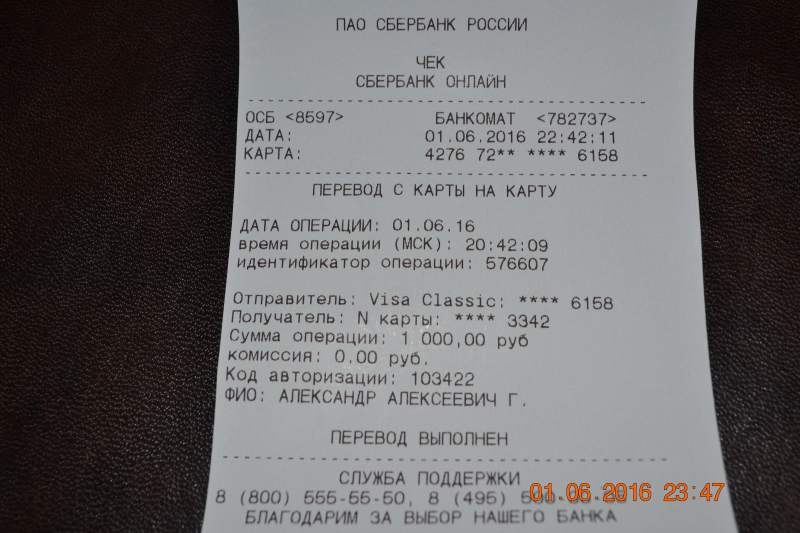 ПАО СБЕРБАНК РОССИИ
ЧЕК
СБЕРБАНК ОНЛАЙН
ОСБ <8597> БАНКОМАТ <782737>
ДАТА: 01.06.2016 22:42:11
КАРТА: 4276 72** **** 6158
ПЕРЕВОД С КАРТЫ НА КАРТУ
ДАТА ОПЕРАЦИИ: 01.06.16
время операции (МСК): 20:42:09
идентификатор операции: 576607
Отправитель: Visa Classic: **** 6158
Получатель: N карты: **** 3342
Сумма операции: 1 000,00 руб
комиссия: 0.00 руб.
Код авторизации: 103422
ФИО: АЛЕКСАНДР АЛЕКСЕЕВИЧ Г.
ПЕРЕВОД ВЫПОЛНЕН
СЛУЖБА ПОДДЕРЖКИ
8 (800) 555-55-50, 8 (495)
01.06.2016 23:47
БЛАГОДАРИМ ЗА ВЫБОР НАШЕГО БАНКА